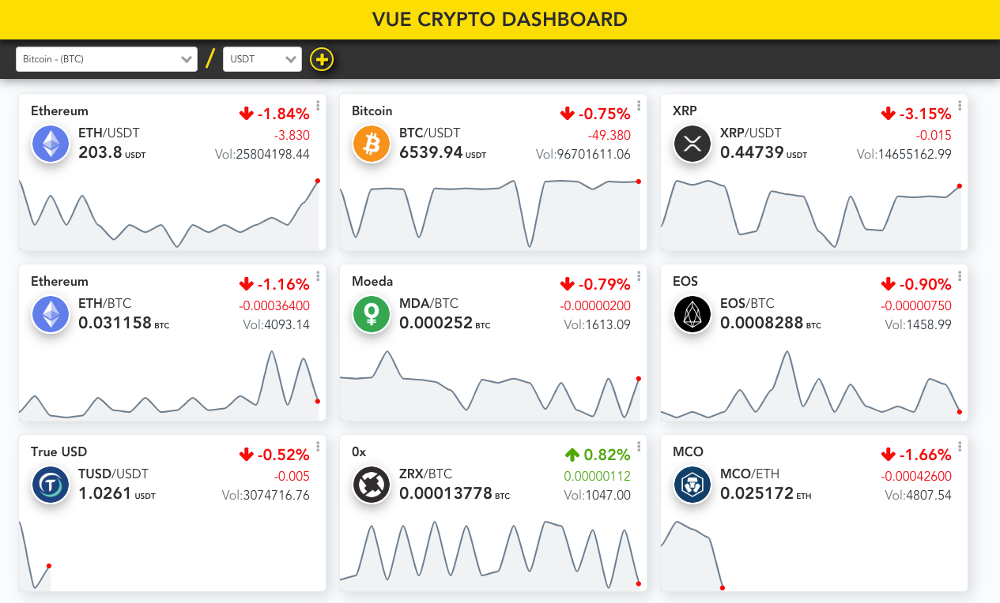 VUE CRYPTO DASHBOARD
Bitcoin - (BTC) / USDT
Ethereum
-1.84%
ETH/USDT
-3.830
203.8 USDT
Vol:25804198.44
Bitcoin
-0.75%
BTC/USDT
-49.380
6539.94 USDT
Vol:96701611.06
XRP
-3.15%
XRP/USDT
-0.015
0.44739 USDT
Vol:14655162.99
Ethereum
-1.16%
ETH/BTC
-0.00036400
0.031158 BTC
Vol:4093.14
Moeda
-0.79%
MDA/BTC
-0.00000200
0.000252 BTC
Vol:1613.09
EOS
-0.90%
EOS/BTC
-0.00000750
0.0008288 BTC
Vol:1458.99
True USD
-0.52%
TUSD/USDT
-0.005
1.0261 USDT
Vol:3074716.76
0x
0.82%
ZRX/BTC
0.00000112
0.00013778 BTC
Vol:1047.00
MCO
-1.66%
MCO/ETH
-0.00042600
0.025172 ETH
Vol:4807.54